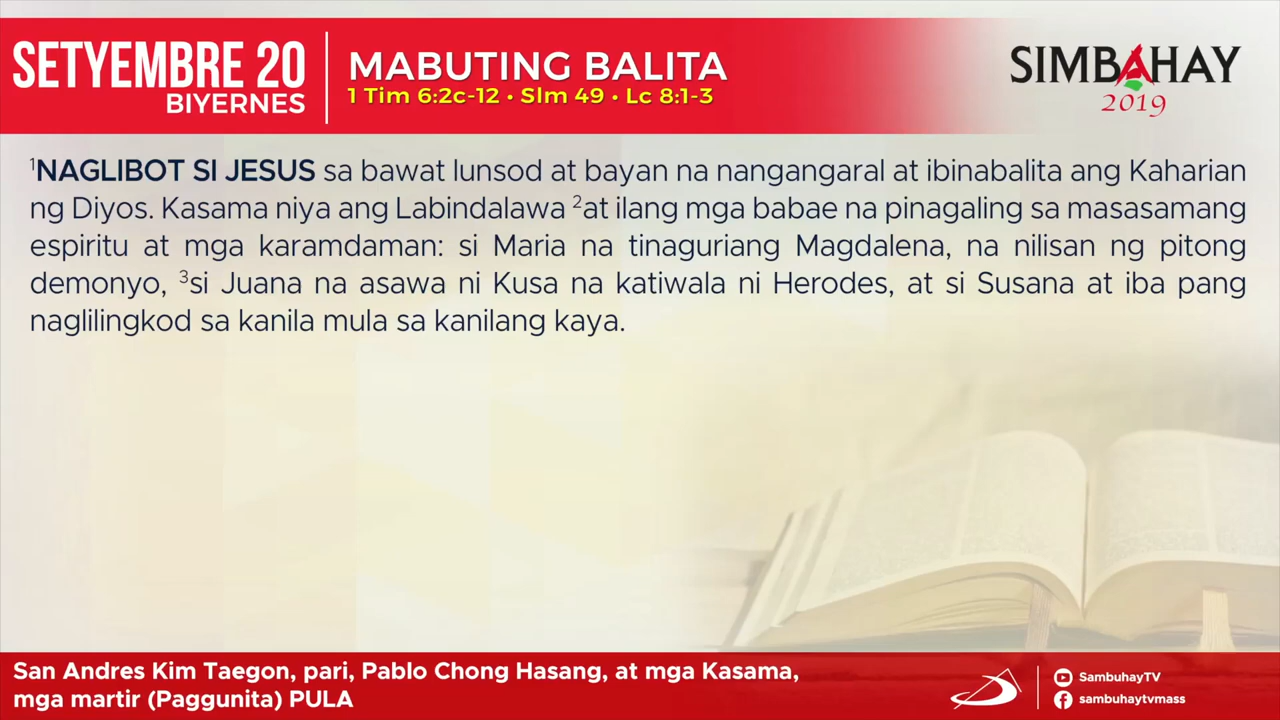 SETYEMBRE 20
BIYERNES
MABUTING BALITA
1 Tim 6:2c-12 • Slm 49 • Lc 8:1-3
SIMBAHAY
2019
¹NAGLIBOT SI JESUS sa bawat lunsod at bayan na nangangaral at ibinabalita ang Kaharian
ng Diyos. Kasama niya ang Labindalawa ²at ilang mga babae na pinagaling sa masasamang
espiritu at mga karamdaman: si Maria na tinaguriang Magdalena, na nilisan ng pitong
demonyo, ³si Juana na asawa ni Kusa na katiwala ni Herodes, at si Susana at iba pang
naglilingkod sa kanila mula sa kanilang kaya.
San Andres Kim Taegon, pari, Pablo Chong Hasang, at mga Kasama,
mga martir (Paggunita) PULA
SambuhayTV
sambuhaytvmass